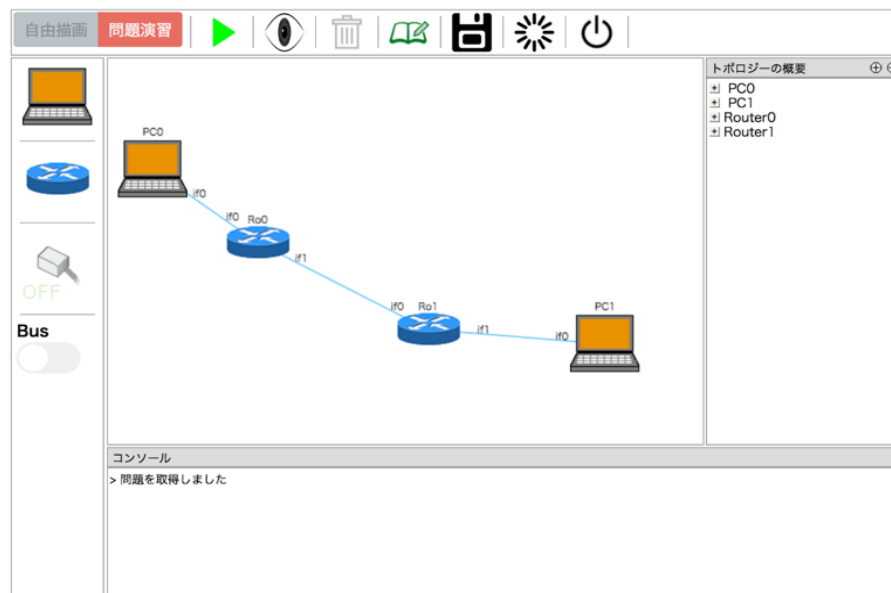 自由描画 問題演習
OFF
Bus
PC0
if0
if0 Ro0
if1
if0 Ro1
if1
if0
PC1
トポロジーの概要
PC0
PC1
Router0
Router1
コンソール
> 問題を取得しました